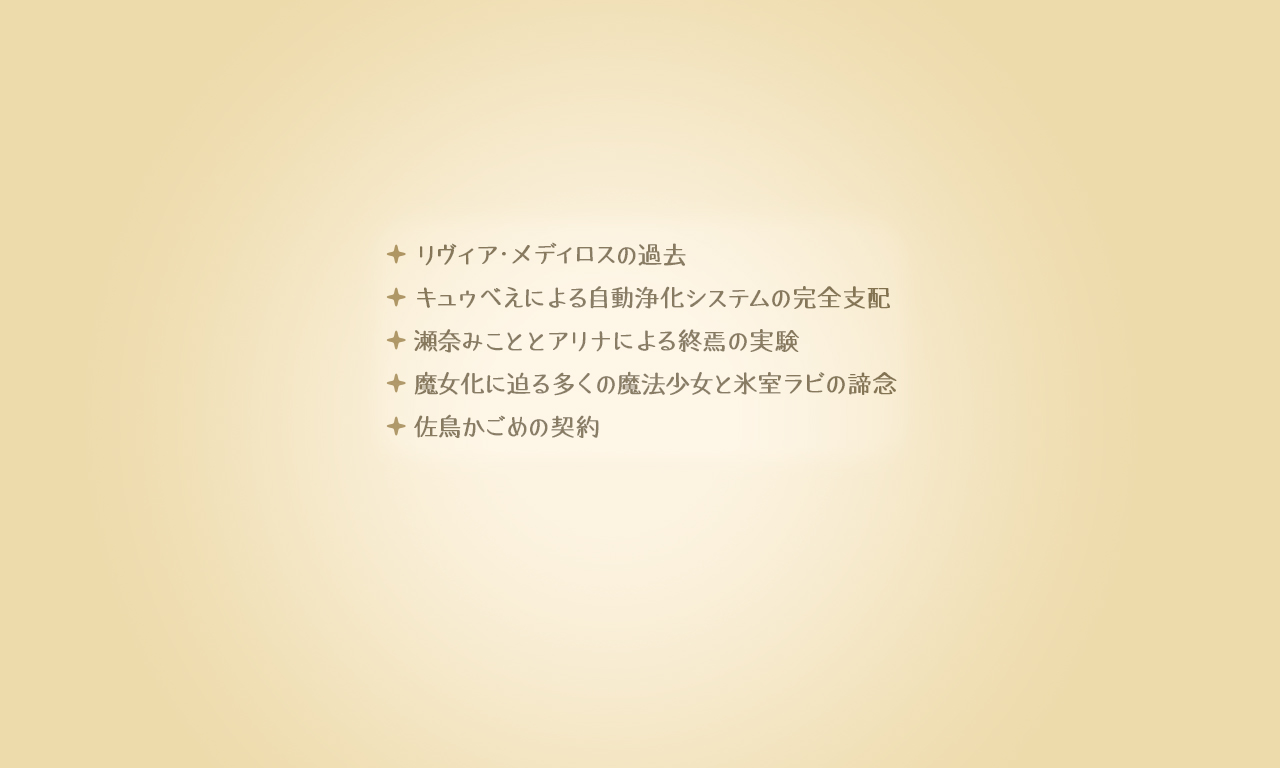 リヴィア・メディロスの過去
キュゥべえによる自動浄化システムの完全支配
瀬奈みこととアリナによる終焉の実験
魔女化に迫る多くの魔法少女と氷室ラビの諦念
佐鳥かごめの契約